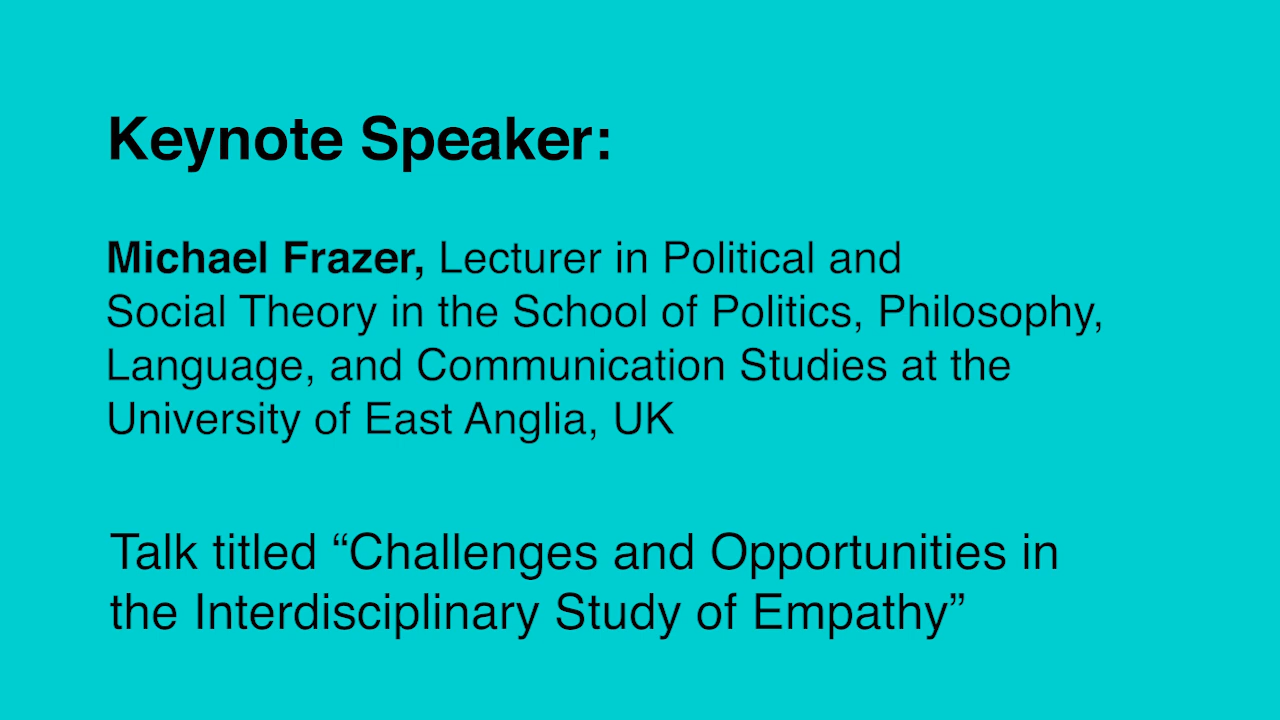 Keynote Speaker:
Michael Frazer, Lecturer in Political and
Social Theory in the School of Politics, Philosophy,
Language, and Communication Studies at the
University of East Anglia, UK
Talk titled “Challenges and Opportunities in
the Interdisciplinary Study of Empathy”